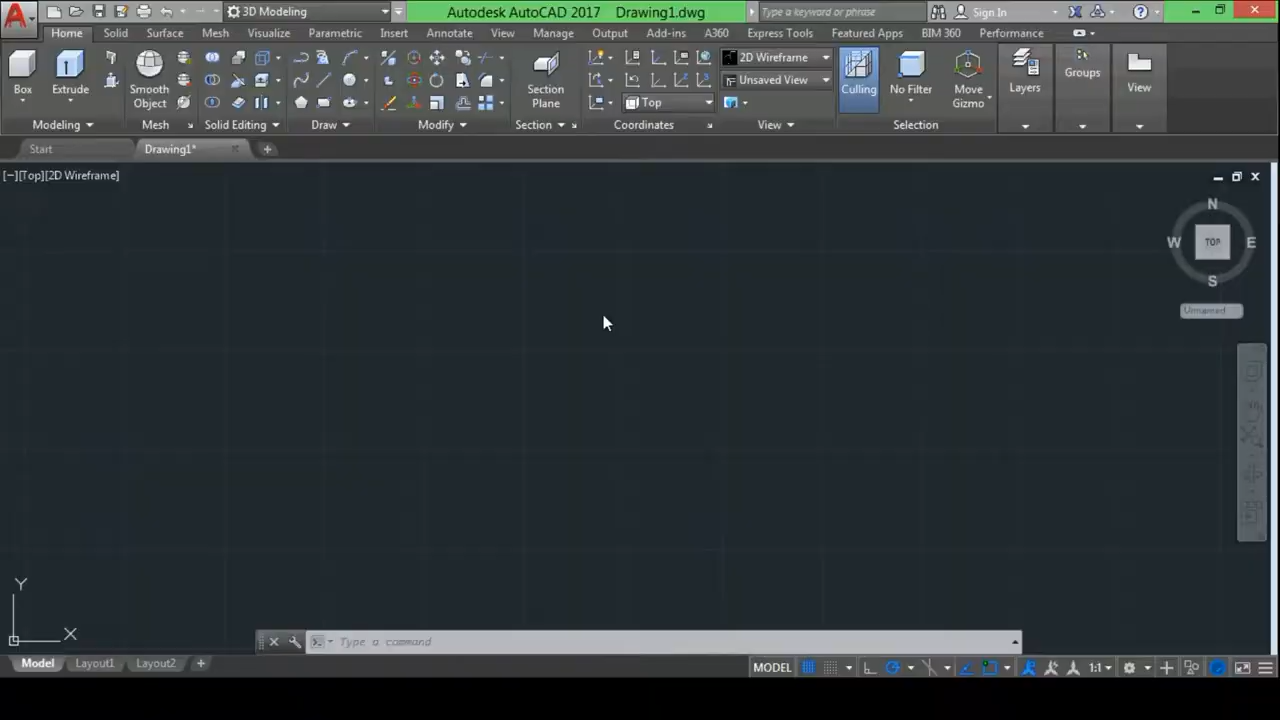 3D Modeling
Autodesk AutoCAD 2017 Drawing1.dwg
Type a keyword or phrase
Sign In
Home Solid Surface Mesh Visualize Parametric Insert Annotate View Manage Output Add-ins A360 Express Tools Featured Apps BIM 360 Performance
Box
Extrude
Smooth
Object
Section
Plane
2D Wireframe
Unsaved View
Top
Culling
No Filter
Move
Gizmo
Layers
Groups
View
Modeling Mesh Solid Editing Draw Modify Section Coordinates View Selection
Start Drawing1* +
[−][Top][2D Wireframe]
N
W TOP E
S
Unnamed
Y
X
Type a command
Model Layout1 Layout2 +
MODEL 1:1